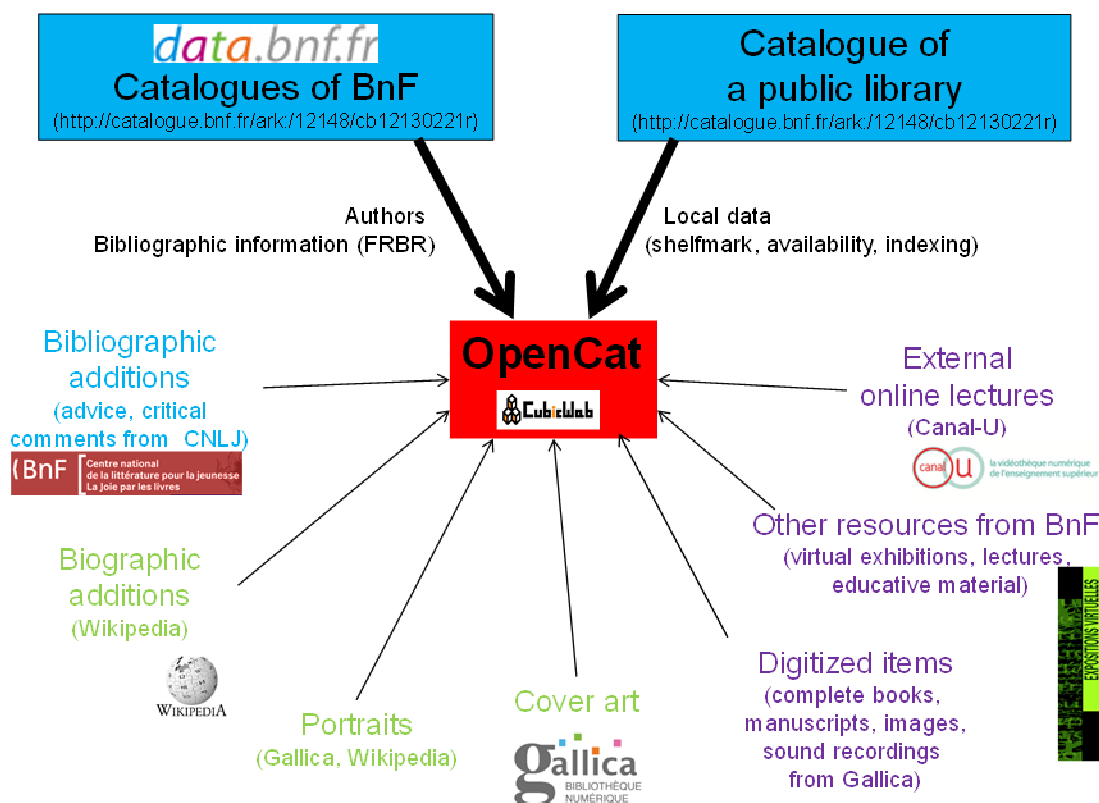 data.bnf.fr
Catalogues of BnF
(http://catalogue.bnf.fr/ark:/12148/cb12130221r)
Catalogue of
a public library
(http://catalogue.bnf.fr/ark:/12148/cb12130221r)
Authors
Bibliographic information (FRBR)
Local data
(shelfmark, availability, indexing)
OpenCat
CubicWeb
Bibliographic
additions
(advice, critical
comments from CNLJ)
BnF
Centre national
de la littérature pour la jeunesse
La Joie par les livres
External
online lectures
(Canal-U)
canal U
la vidéothèque numérique
de l'enseignement supérieur
Other resources from BnF
(virtual exhibitions, lectures,
educative material)
EXPOSITIONS VIRTUELLES
Biographic
additions
(Wikipedia)
WIKIPEDIA
Portraits
(Gallica, Wikipedia)
Cover art
gallica
BIBLIOTHÈQUE
NUMÉRIQUE
Digitized items
(complete books,
manuscripts, images,
sound recordings
from Gallica)